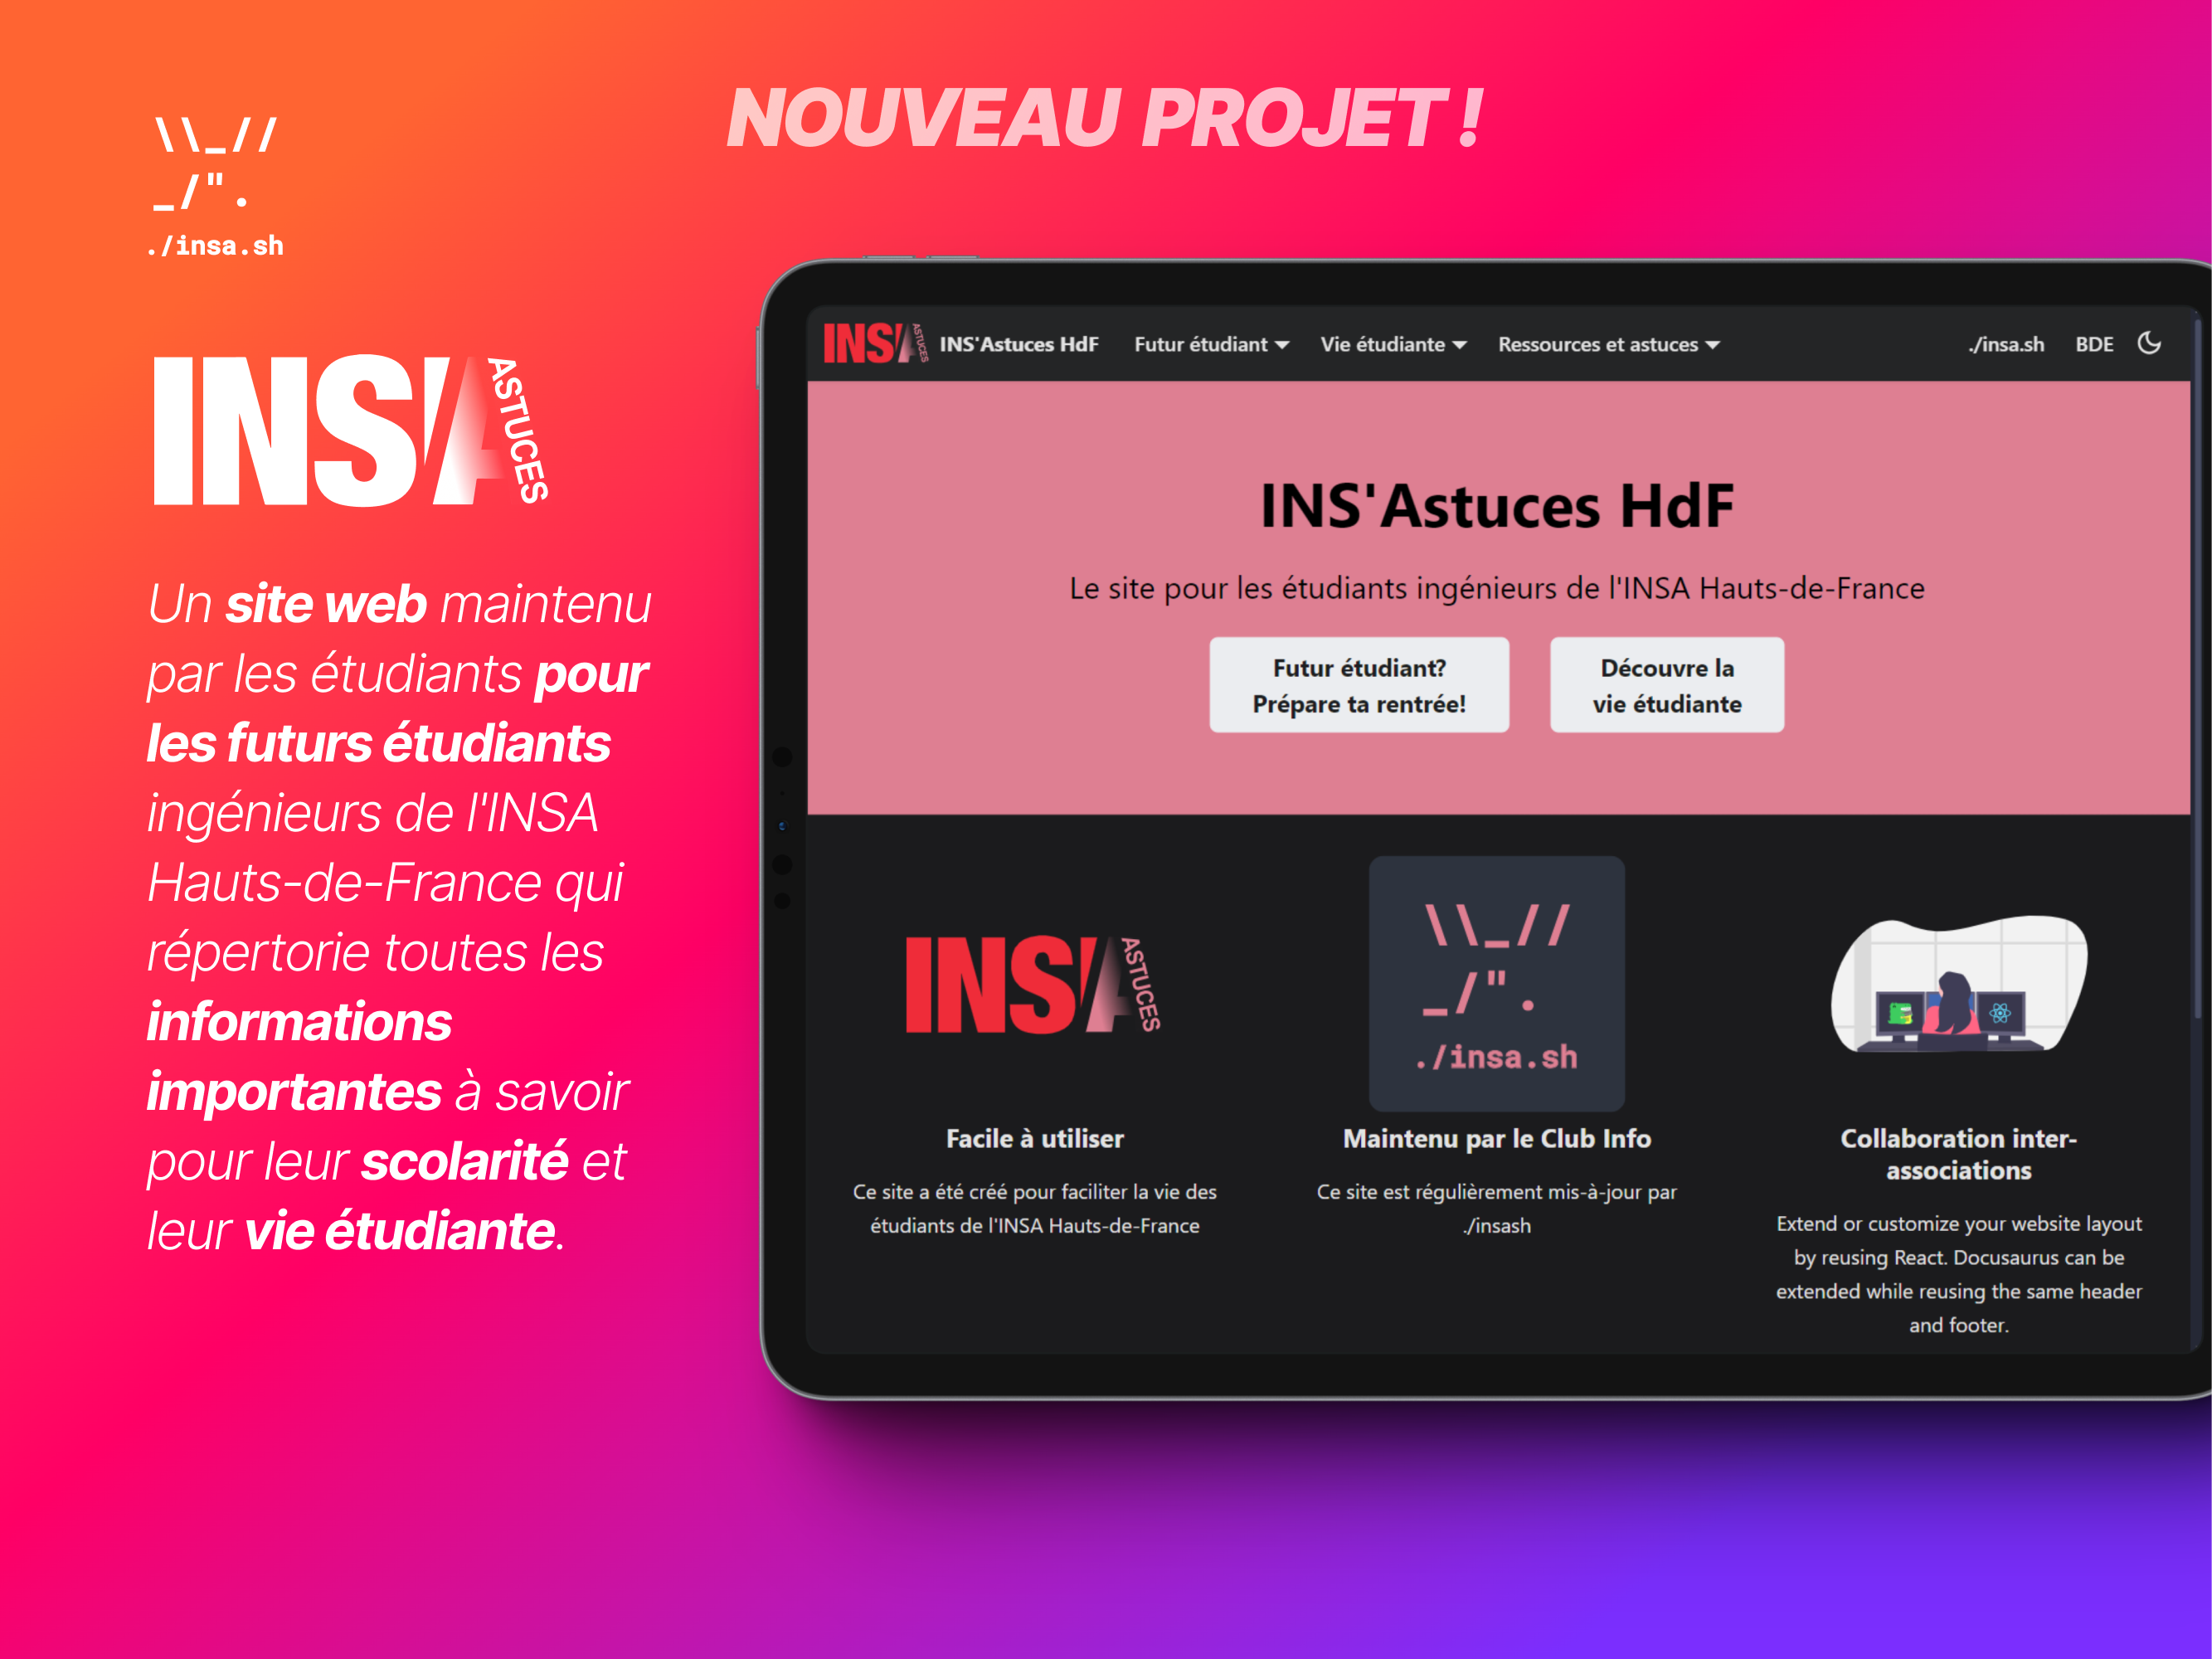 NOUVEAU PROJET !
\\_//
_/".
./insa.sh
INSA
ASTUCES
Un site web maintenu
par les étudiants pour
les futurs étudiants
ingénieurs de l'INSA
Hauts-de-France qui
répertorie toutes les
informations
importantes à savoir
pour leur scolarité et
leur vie étudiante.
INSA ASTUCES INS'Astuces HdF Futur étudiant Vie étudiante Ressources et astuces ./insa.sh BDE
INS'Astuces HdF
Le site pour les étudiants ingénieurs de l'INSA Hauts-de-France
Futur étudiant?
Prépare ta rentrée!
Découvre la
vie étudiante
INSA
ASTUCES
Facile à utiliser
Ce site a été créé pour faciliter la vie des
étudiants de l'INSA Hauts-de-France
\\_//
_/".
./insa.sh
Maintenu par le Club Info
Ce site est régulièrement mis-à-jour par
./insash
Collaboration inter-
associations
Extend or customize your website layout
by reusing React. Docusaurus can be
extended while reusing the same header
and footer.